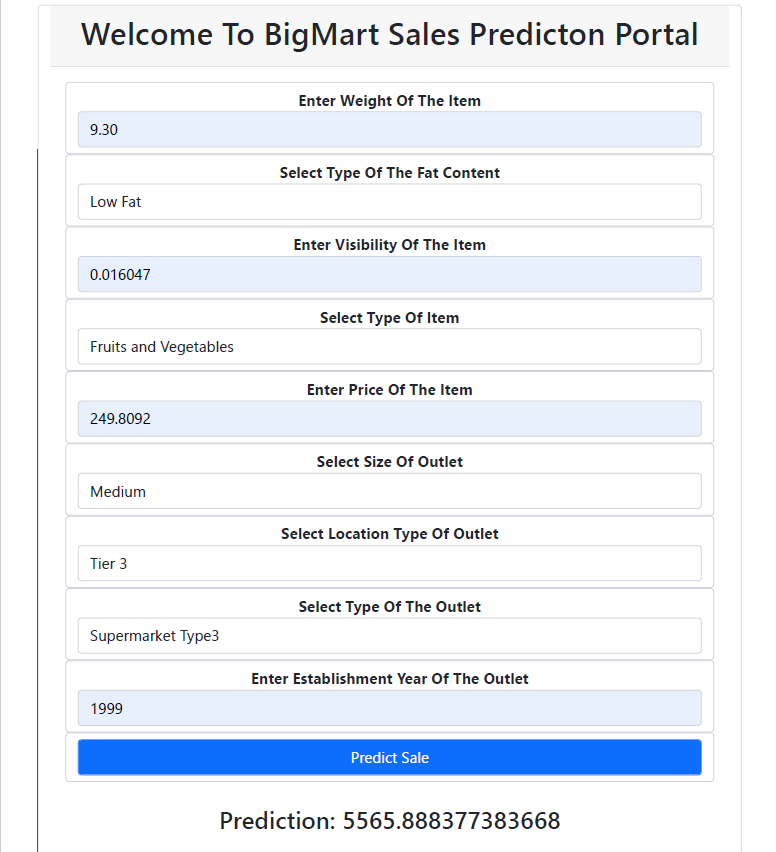 Welcome To BigMart Sales Predicton Portal
Enter Weight Of The Item
9.30
Select Type Of The Fat Content
Low Fat
Enter Visibility Of The Item
0.016047
Select Type Of Item
Fruits and Vegetables
Enter Price Of The Item
249.8092
Select Size Of Outlet
Medium
Select Location Type Of Outlet
Tier 3
Select Type Of The Outlet
Supermarket Type3
Enter Establishment Year Of The Outlet
1999
Predict Sale
Prediction: 5565.888377383668